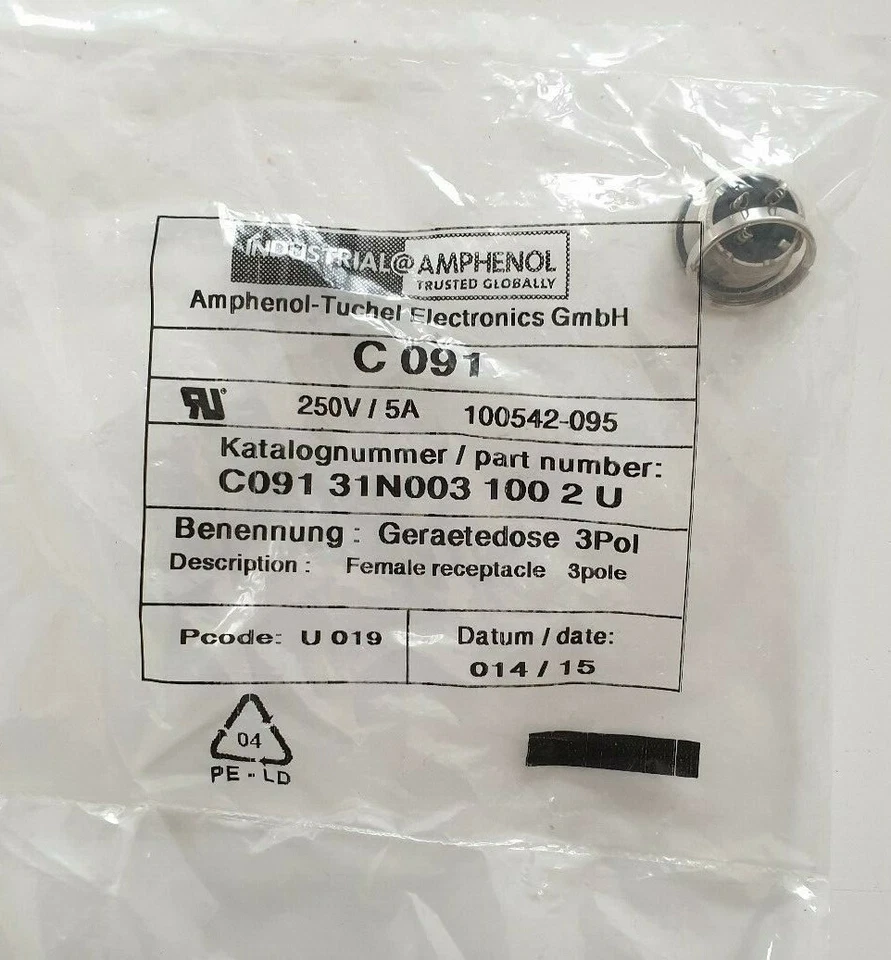 INDUSTRIAL@AMPHENOL
TRUSTED GLOBALLY
Amphenol-Tuchel Electronics GmbH
C 091
RU® 250V / 5A 100542-095
Katalognummer / part number:
C091 31N003 100 2 U
Benennung : Geraetedose 3Pol
Description : Female receptacle 3pole
Pcode: U 019
Datum / date:
014 / 15
04
PE-LD